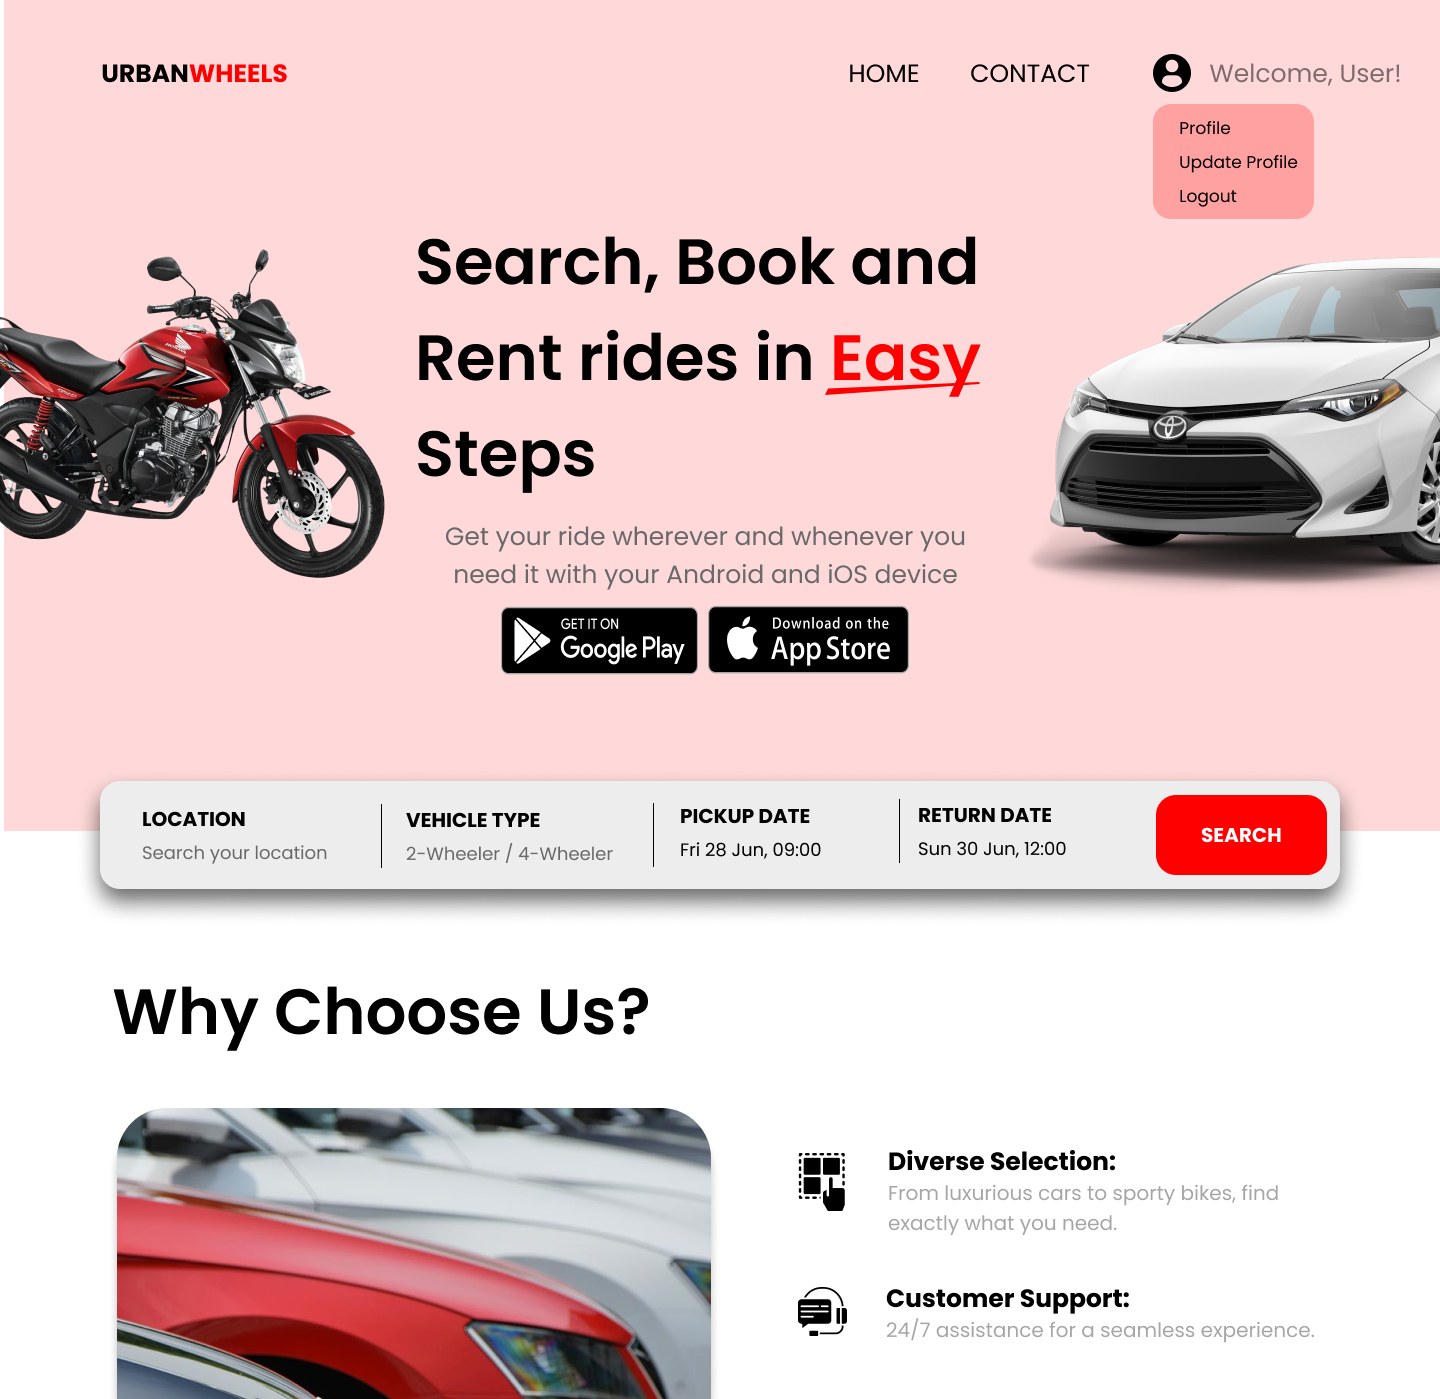 URBANWHEELS
HOME
CONTACT
Welcome, User!
Profile
Update Profile
Logout
Search, Book and
Rent rides in Easy
Steps
Get your ride wherever and whenever you
need it with your Android and iOS device
GET IT ON
Google Play
Download on the
App Store
LOCATION
Search your location
VEHICLE TYPE
2-Wheeler / 4-Wheeler
PICKUP DATE
Fri 28 Jun, 09:00
RETURN DATE
Sun 30 Jun, 12:00
SEARCH
Why Choose Us?
Diverse Selection:
From luxurious cars to sporty bikes, find
exactly what you need.
Customer Support:
24/7 assistance for a seamless experience.